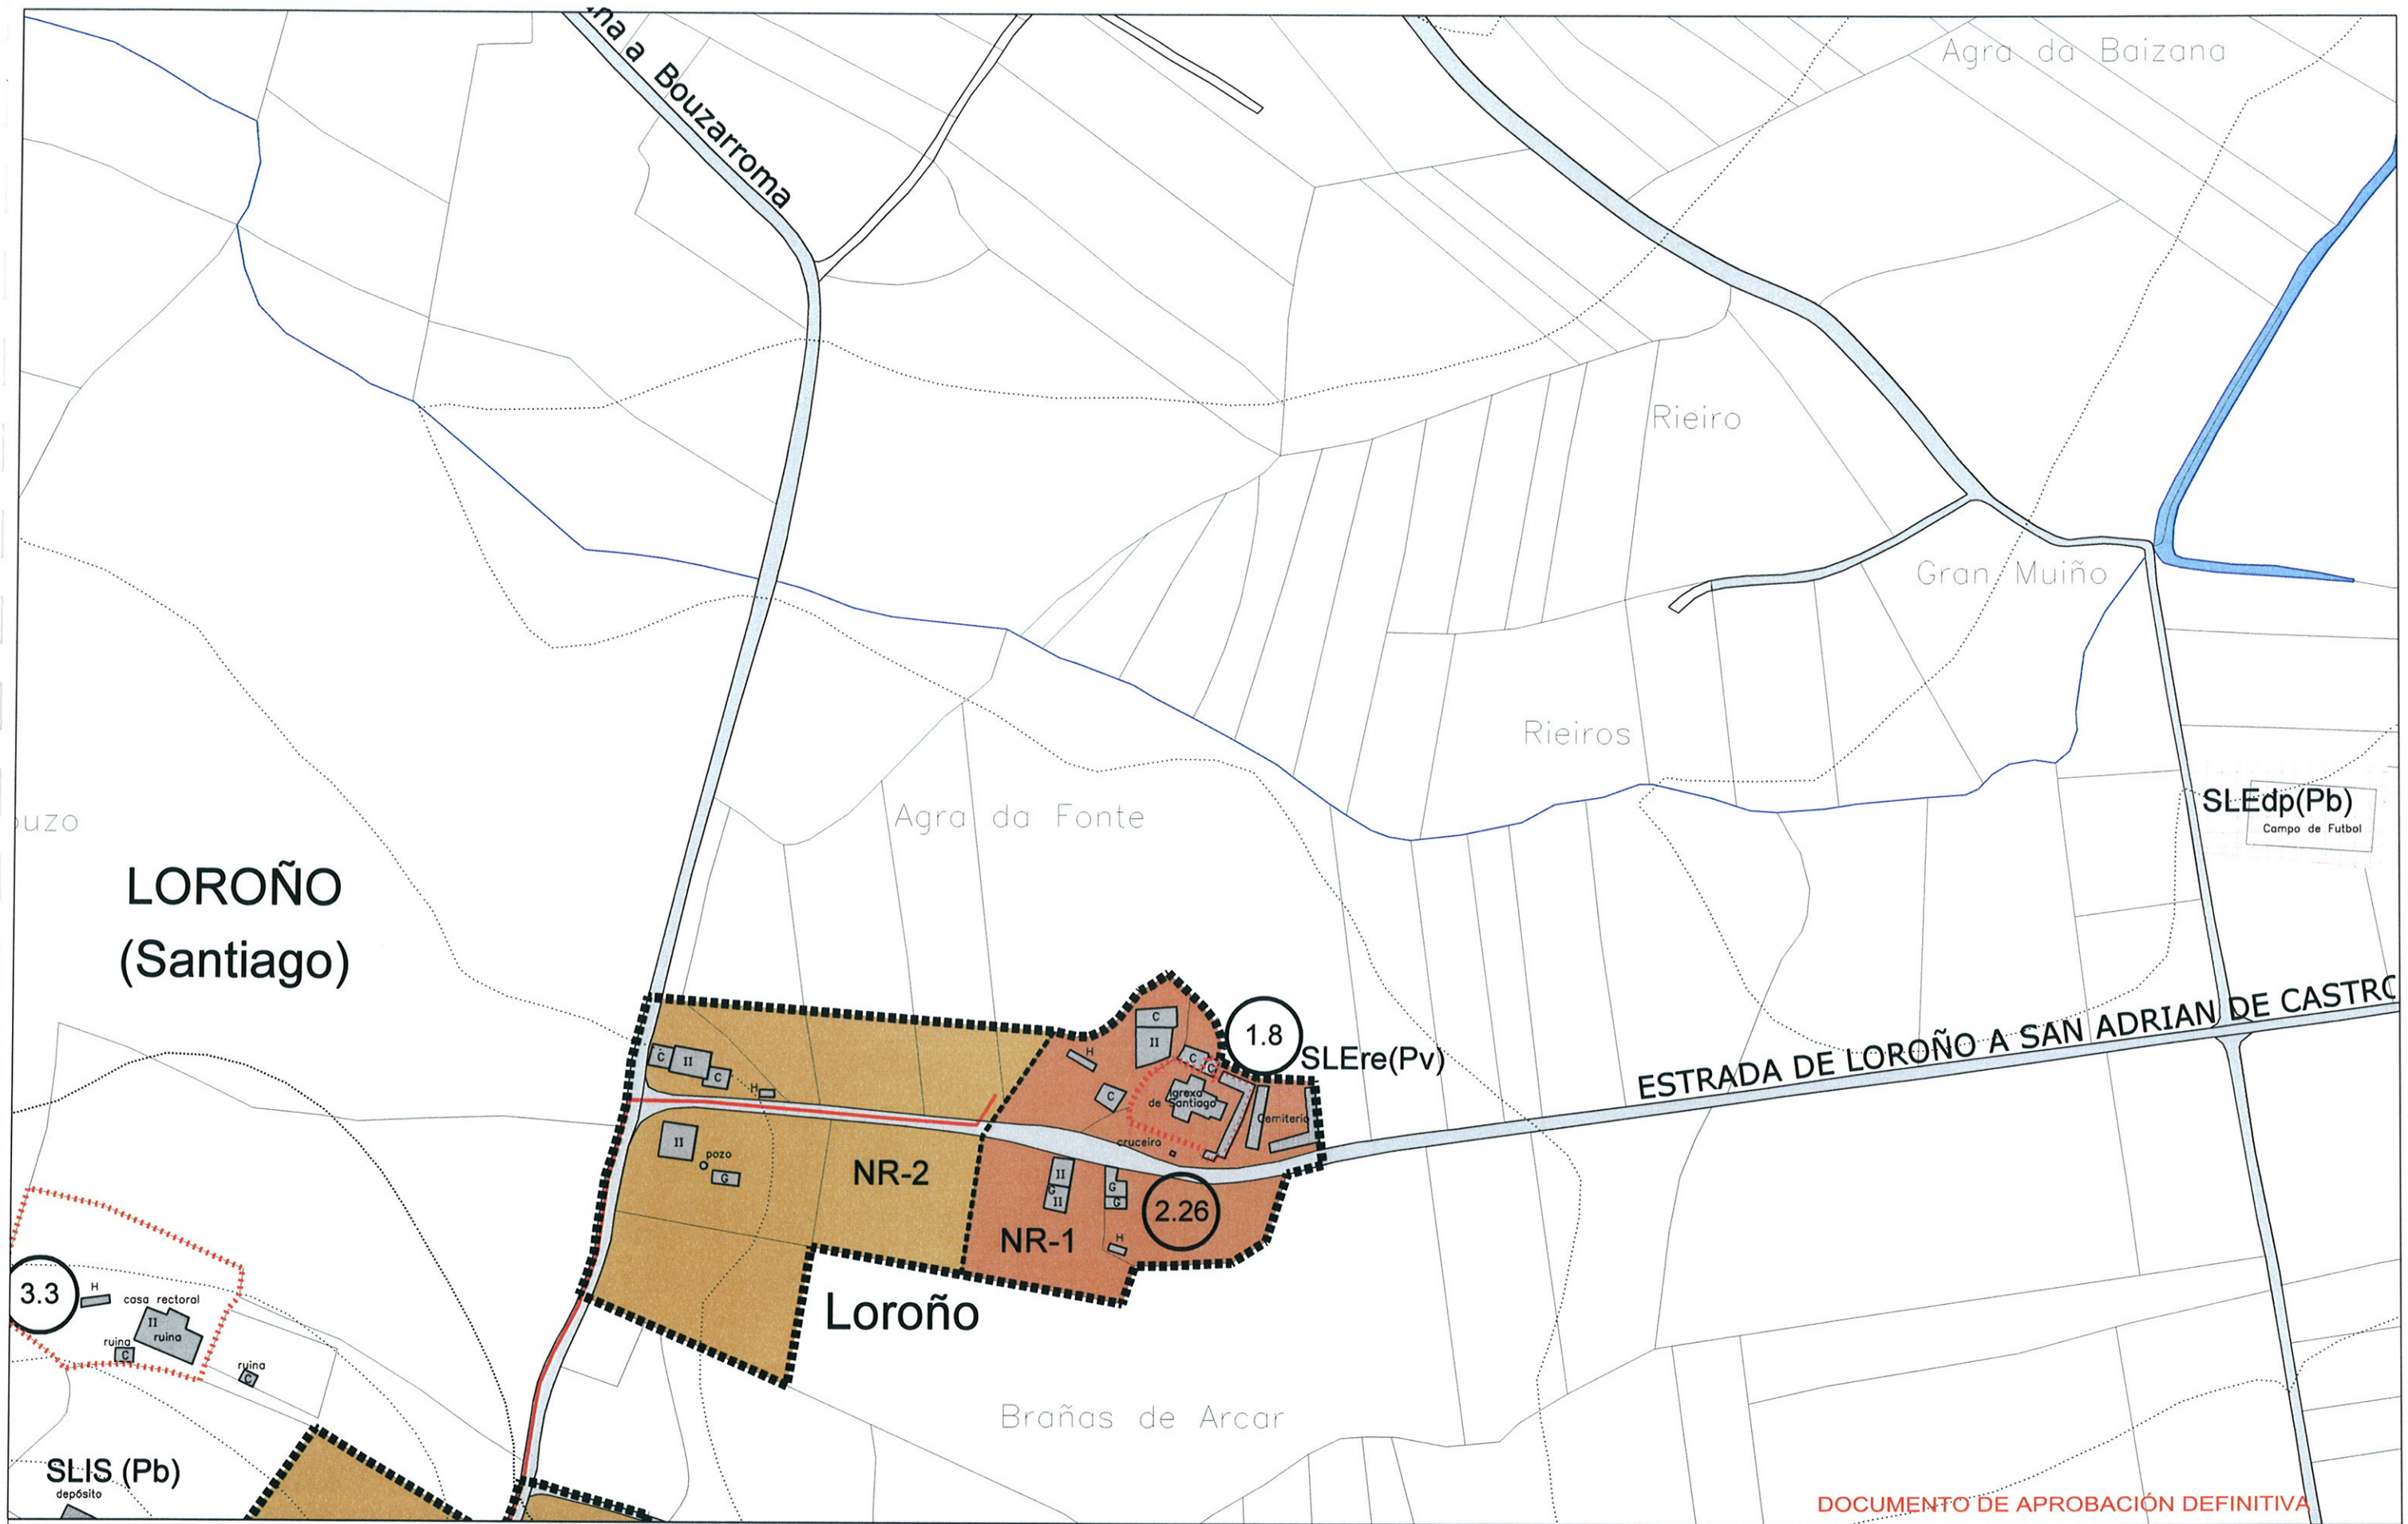 na a Bouzarroma
Agra da Baizana
Rieiro
Gran Muiño
Rieiros
Agra da Fonte
SLEdp(Pb)
Campo de Futbol
LOROÑO
(Santiago)
ESTRADA DE LOROÑO A SAN ADRIAN DE CASTRO
1.8
SLEre(Pv)
C
II
H
C
C
C
Igrexa
de Santiago
Cemiterio
cruceiro
C
II
C
H
II
pozo
G
NR-2
II
G
II
G
G
2.26
NR-1
H
Loroño
3.3
H
casa rectoral
II
ruina
ruina
C
ruina
C
Brañas de Arcar
SLIS (Pb)
depósito
DOCUMENTO DE APROBACIÓN DEFINITIVA